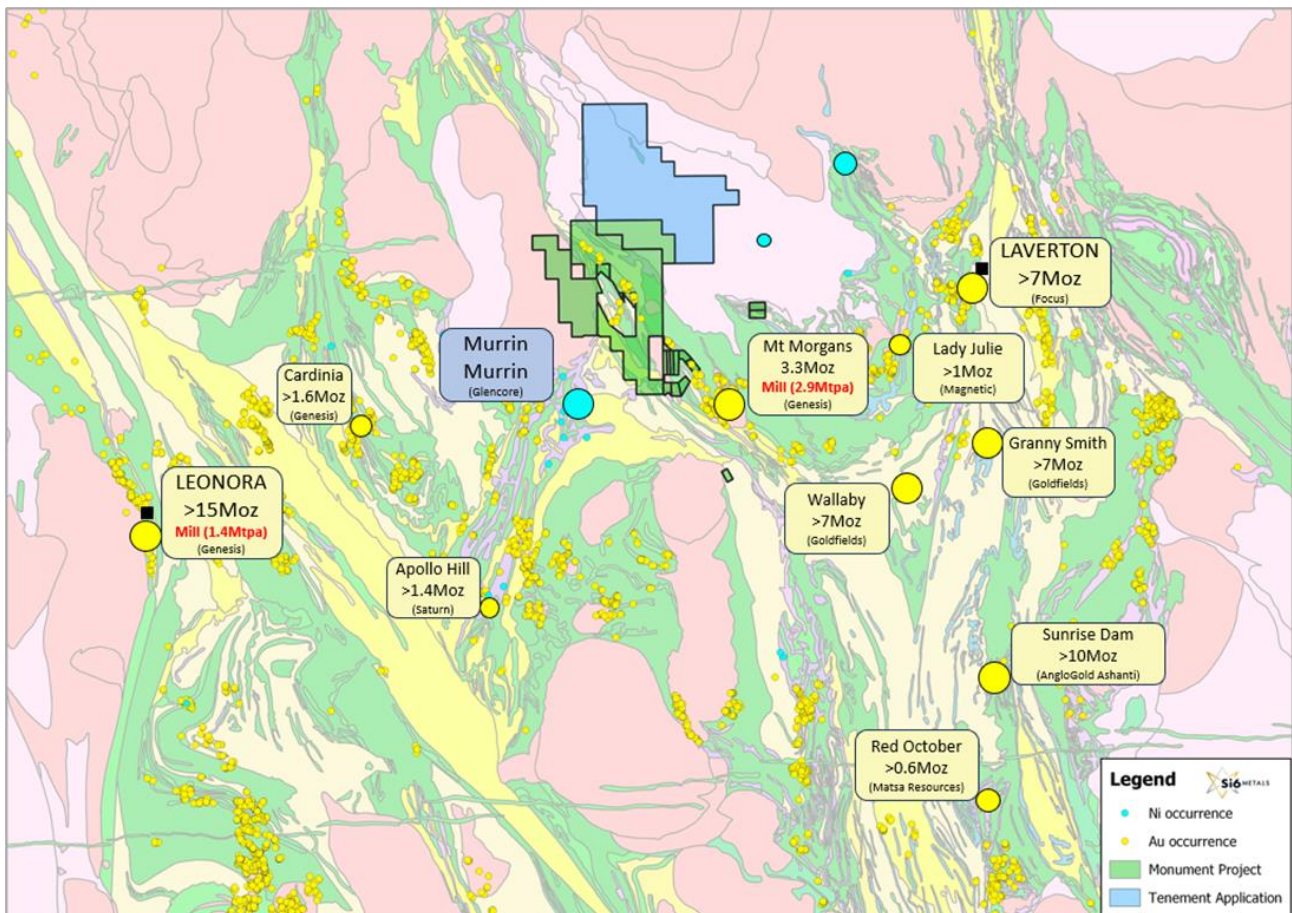 LAVERTON
>7Moz
(Focus)
Murrin
Murrin
(Glencore)
Mt Morgans
3.3Moz
Mill (2.9Mtpa)
(Genesis)
Lady Julie
>1Moz
(Magnetic)
Cardinia
>1.6Moz
(Genesis)
Granny Smith
>7Moz
(Goldfields)
LEONORA
>15Moz
Mill (1.4Mtpa)
(Genesis)
Wallaby
>7Moz
(Goldfields)
Apollo Hill
>1.4Moz
(Saturn)
Sunrise Dam
>10Moz
(AngloGold Ashanti)
Red October
>0.6Moz
(Matsa Resources)
Legend
Si6 METALS
Ni occurrence
Au occurrence
Monument Project
Tenement Application